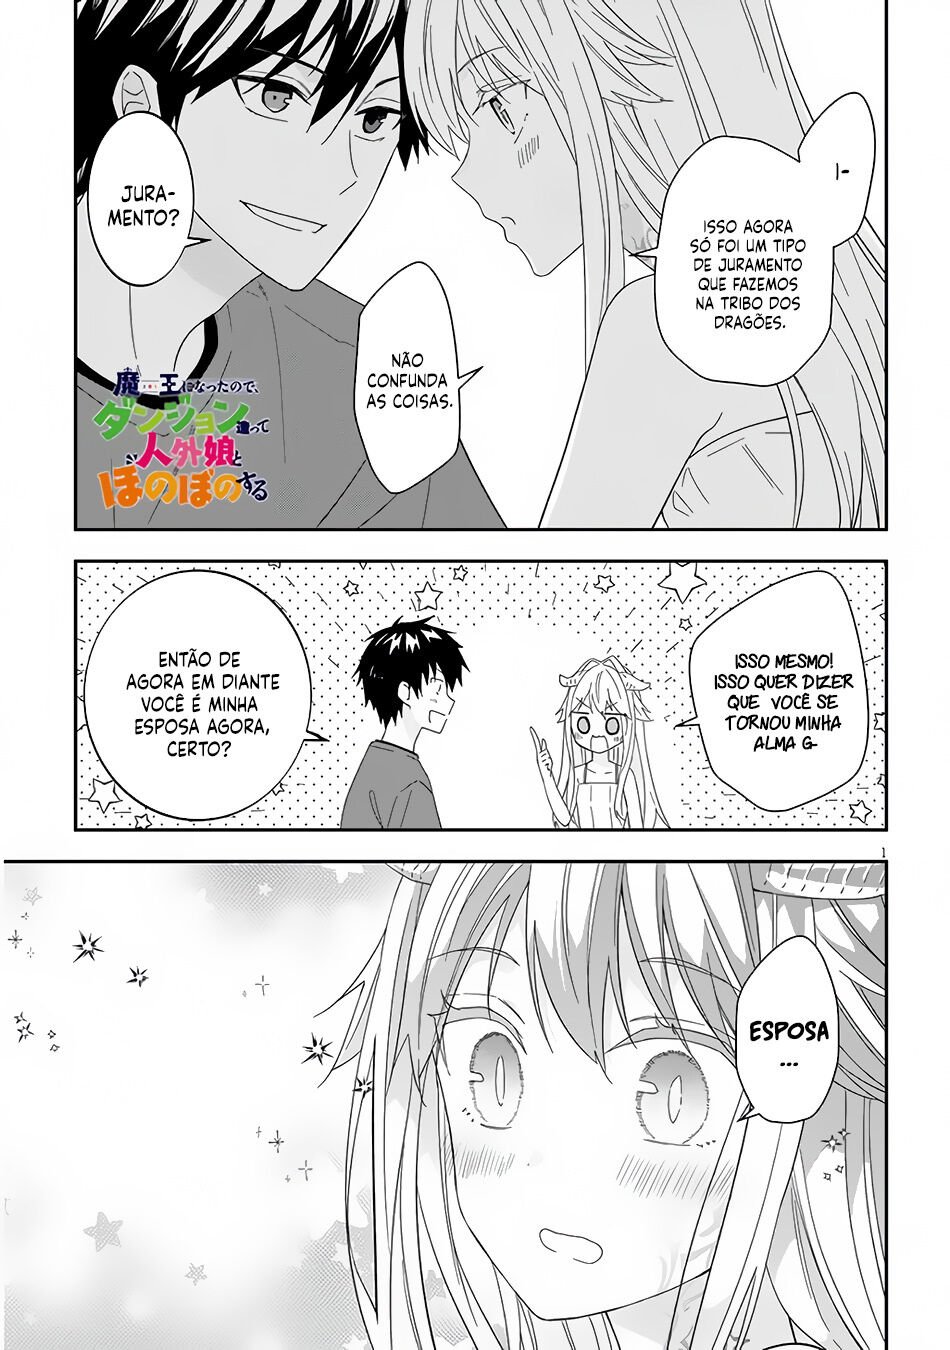 I-
ISSO AGORA
SÓ FOI UM TIPO
DE JURAMENTO
QUE FAZEMOS
NA TRIBO DOS
DRAGÕES.
JURA-
MENTO?
NÃO
CONFUNDA
AS COISAS.
魔王になったので、
ダンジョン造って
人外娘と
ほのぼのする
ISSO MESMO!
ISSO QUER DIZER
QUE VOCÊ SE
TORNOU MINHA
ALMA G-
ENTÃO DE
AGORA EM DIANTE
VOCÊ É MINHA
ESPOSA AGORA,
CERTO?
1
ESPOSA
...